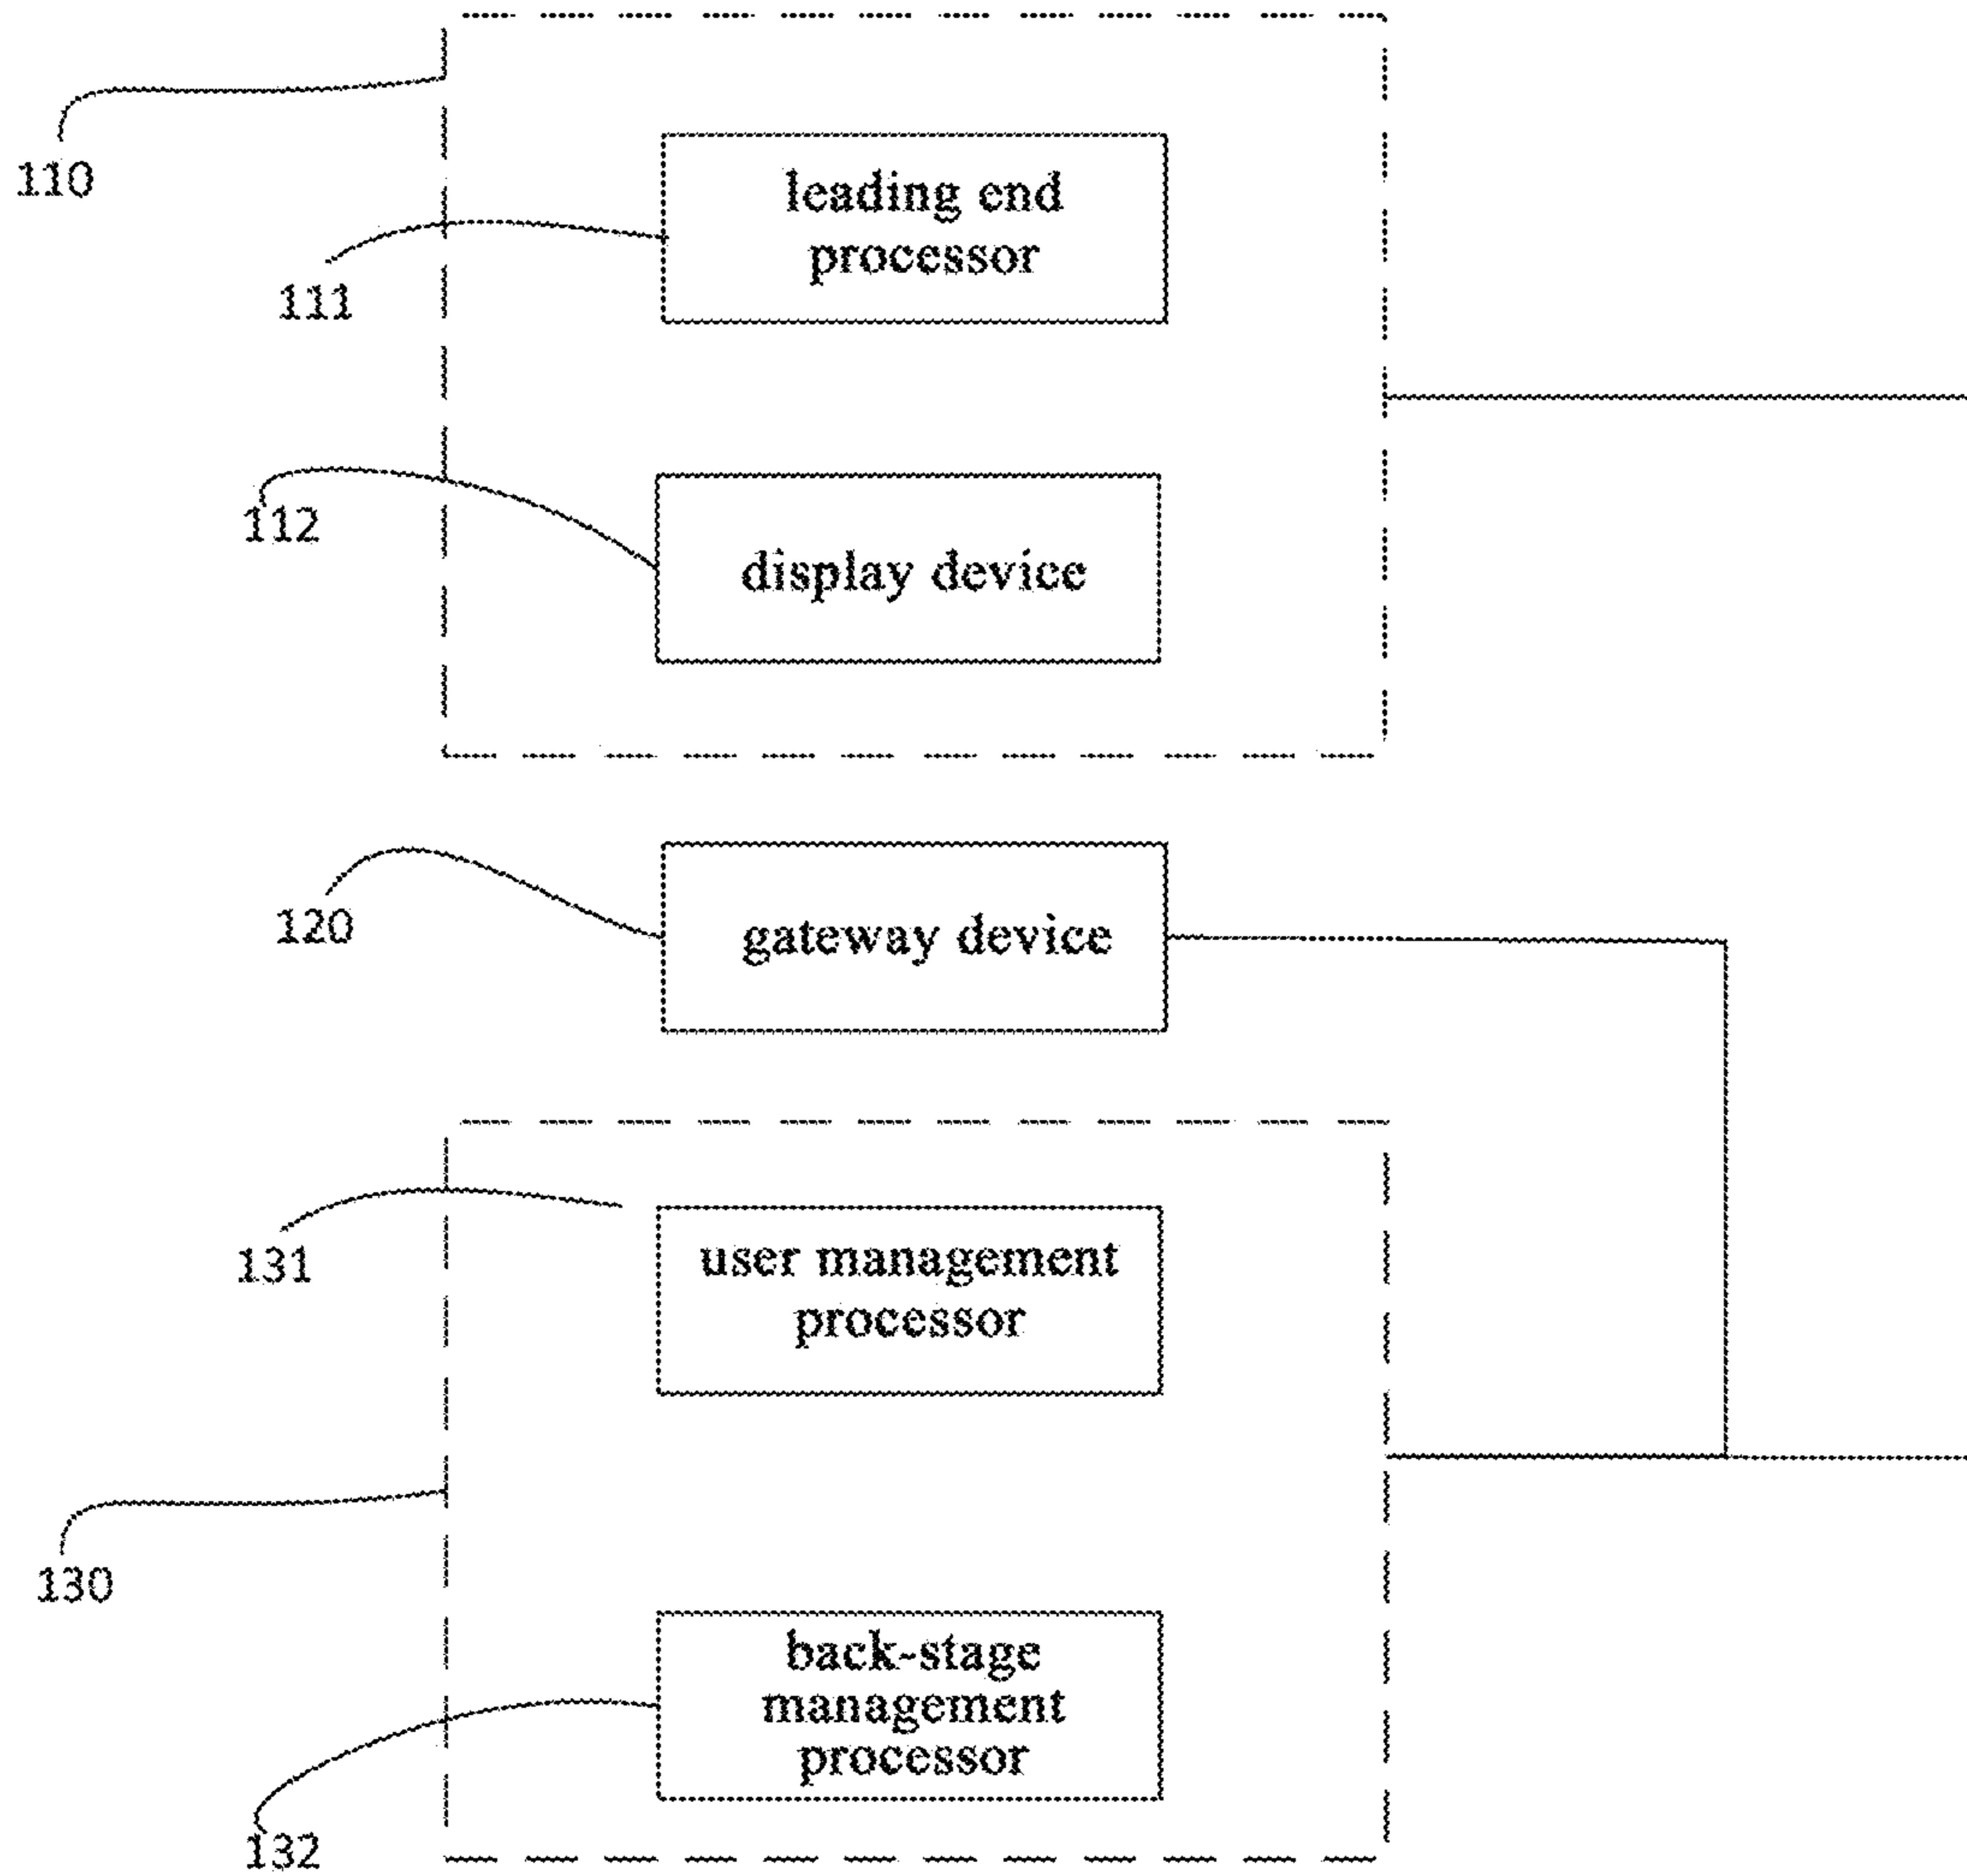 110
leading end
processor
111
112
display device
120
gateway device
131
user management
processor
130
back-stage
management
processor
132